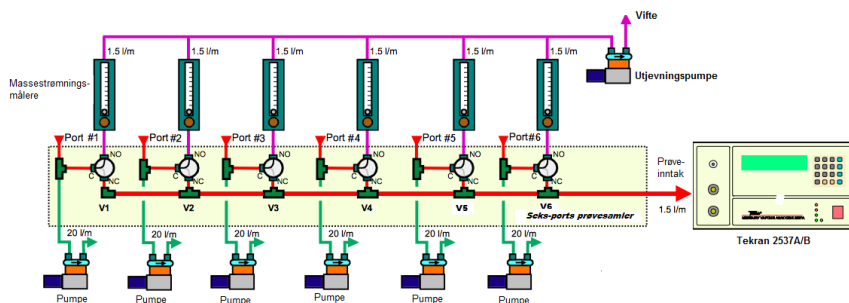 Vifte
1.5 l/m 1.5 l/m 1.5 l/m 1.5 l/m 1.5 l/m 1.5 l/m
Utjevningspumpe
Massestrømnings-
målere
Port #1 Port #2 Port #3 Port #4 Port #5 Port #6
NO NO NO NO NO NO
C C C C C C
NC NC NC NC NC NC
V1 V2 V3 V4 V5 V6
Prøve-
inntak
1.5 l/m
Seks-ports prøvesamler
20 l/m 20 l/m 20 l/m 20 l/m 20 l/m 20 l/m
Tekran 2537A/B
Pumpe Pumpe Pumpe Pumpe Pumpe Pumpe